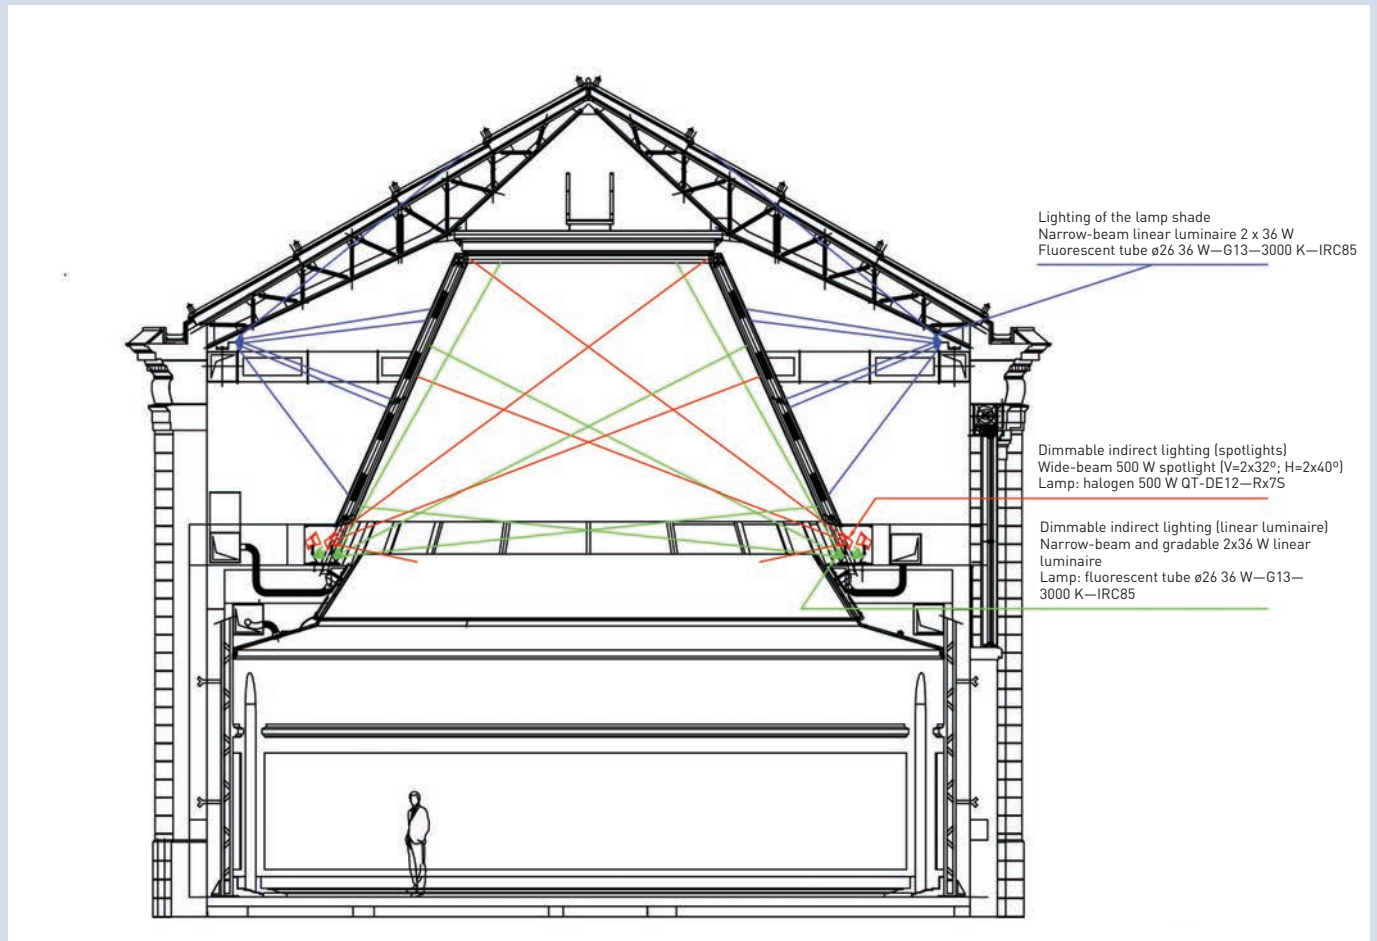 Lighting of the lamp shade
Narrow-beam linear luminaire 2 x 36 W
Fluorescent tube ø26 36 W—G13—3000 K—IRC85
Dimmable indirect lighting (spotlights)
Wide-beam 500 W spotlight (V=2x32º; H=2x40º)
Lamp: halogen 500 W QT-DE12—Rx7S
Dimmable indirect lighting (linear luminaire)
Narrow-beam and gradable 2x36 W linear
luminaire
Lamp: fluorescent tube ø26 36 W—G13—
3000 K—IRC85